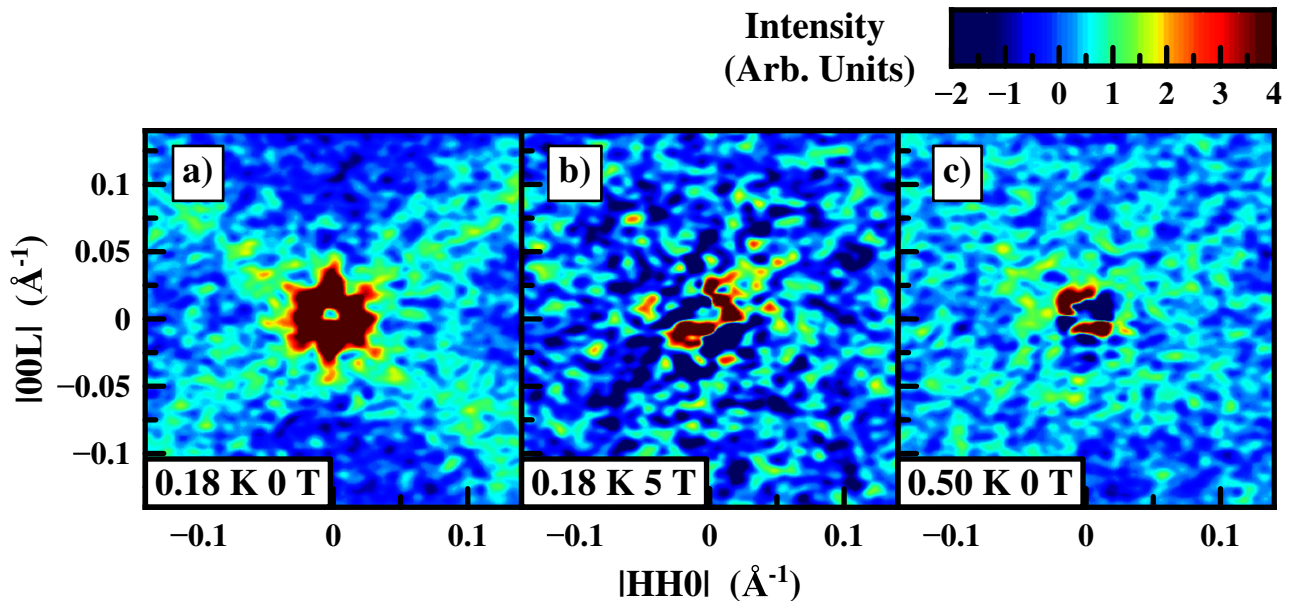 Intensity
(Arb. Units)
−2 −1 0 1 2 3 4
a) b) c)
0.1
0.05
0
−0.05
−0.1
|00L| (Å-1)
0.18 K 0 T 0.18 K 5 T 0.50 K 0 T
−0.1 0 0.1 −0.1 0 0.1 −0.1 0 0.1
|HH0| (Å-1)